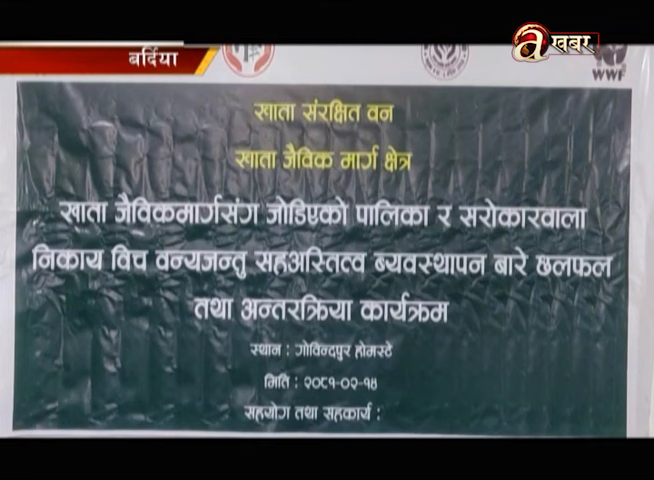 बर्दिया
a खबर
WWF
खाता संरक्षित वन
खाता जैविक मार्ग क्षेत्र
खाता जैविकमार्गसंग जोडिएको पालिका र सरोकारवाला
निकाय विच वन्यजन्तु सहअस्तित्व ब्यवस्थापन बारे छलफल
तथा अन्तरक्रिया कार्यक्रम
स्थान : गोविन्दपुर होमस्टे
मिति : २०८१-०२-१४
सहयोग तथा सहकार्य :